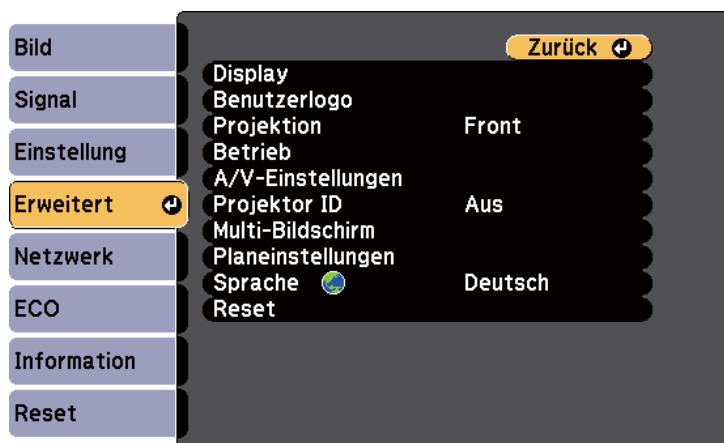 Bild
Signal
Einstellung
Erweitert
Netzwerk
ECO
Information
Reset
Zurück
Display
Benutzerlogo
Projektion Front
Betrieb
A/V-Einstellungen
Projektor ID Aus
Multi-Bildschirm
Planeinstellungen
Sprache Deutsch
Reset